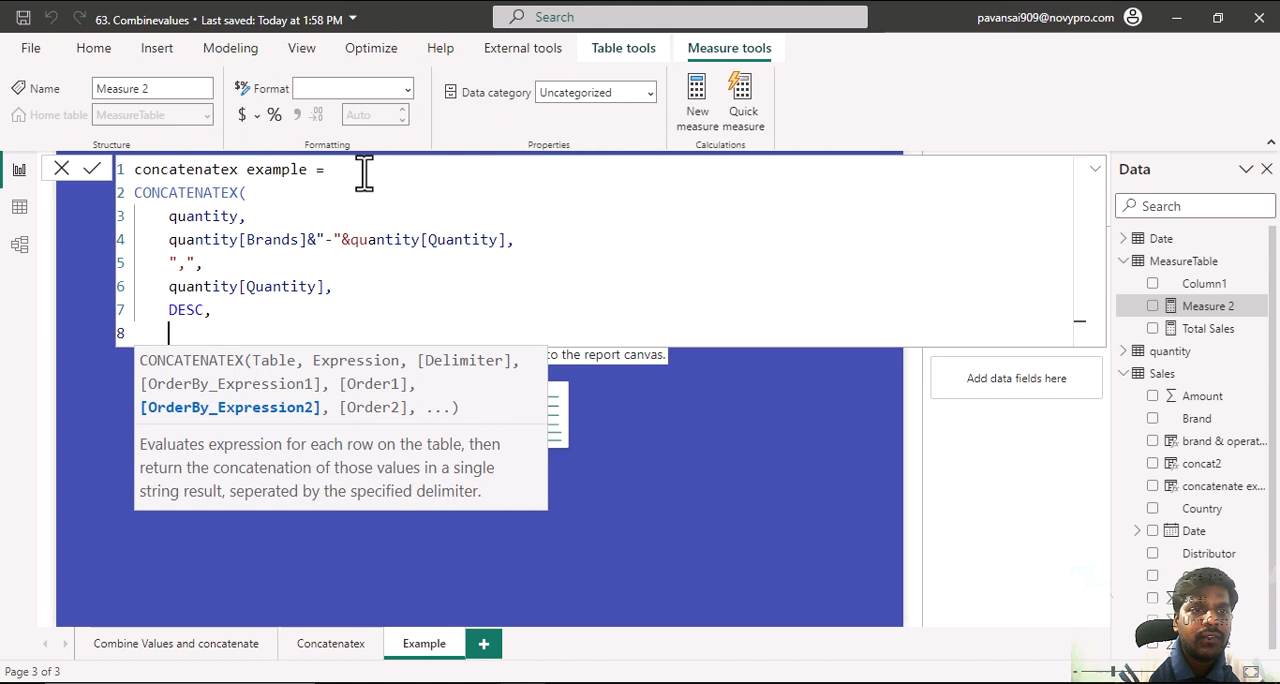 63. Combinevalues • Last saved: Today at 1:58 PM
Search
pavansai909@novypro.com
File Home Insert Modeling View Optimize Help External tools Table tools Measure tools
Name Measure 2
Home table MeasureTable
Structure
Format
$ % 9 .00
Auto
Formatting
Data category Uncategorized
Properties
New measure
Quick measure
Calculations
1 concatenatex example =
2 CONCATENATEX(
3 quantity,
4 quantity[Brands]&"-"&quantity[Quantity],
5 ",",
6 quantity[Quantity],
7 DESC,
8
CONCATENATEX(Table, Expression, [Delimiter],
[OrderBy_Expression1], [Order1],
[OrderBy_Expression2], [Order2], ...)
Evaluates expression for each row on the table, then
return the concatenation of those values in a single
string result, seperated by the specified delimiter.
to the report canvas.
Add data fields here
Data
Search
Date
MeasureTable
Column1
Measure 2
Total Sales
quantity
Sales
Amount
Brand
brand & operat...
concat2
concatenate ex...
Country
Date
Distributor
Combine Values and concatenate
Concatenatex
Example
Page 3 of 3